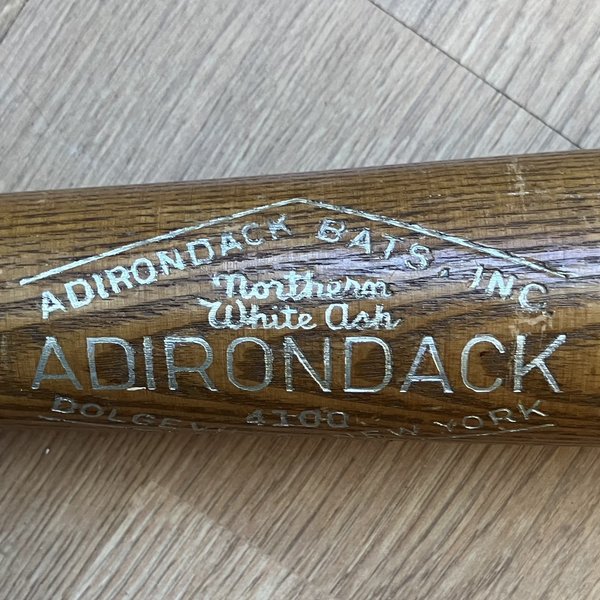 ADIRONDACK BATS, INC
Northern
White Ash
ADIRONDACK
4100
YORK